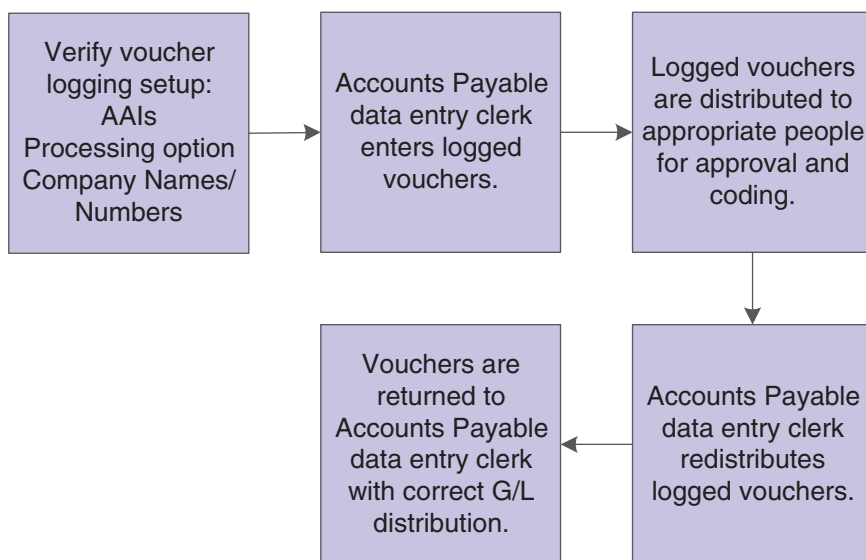 Verify voucher
logging setup:
AAIs
Processing option
Company Names/
Numbers
Accounts Payable
data entry clerk
enters logged
vouchers.
Logged vouchers
are distributed to
appropriate people
for approval and
coding.
Accounts Payable
data entry clerk
redistributes
logged vouchers.
Vouchers are
returned to
Accounts Payable
data entry clerk
with correct G/L
distribution.